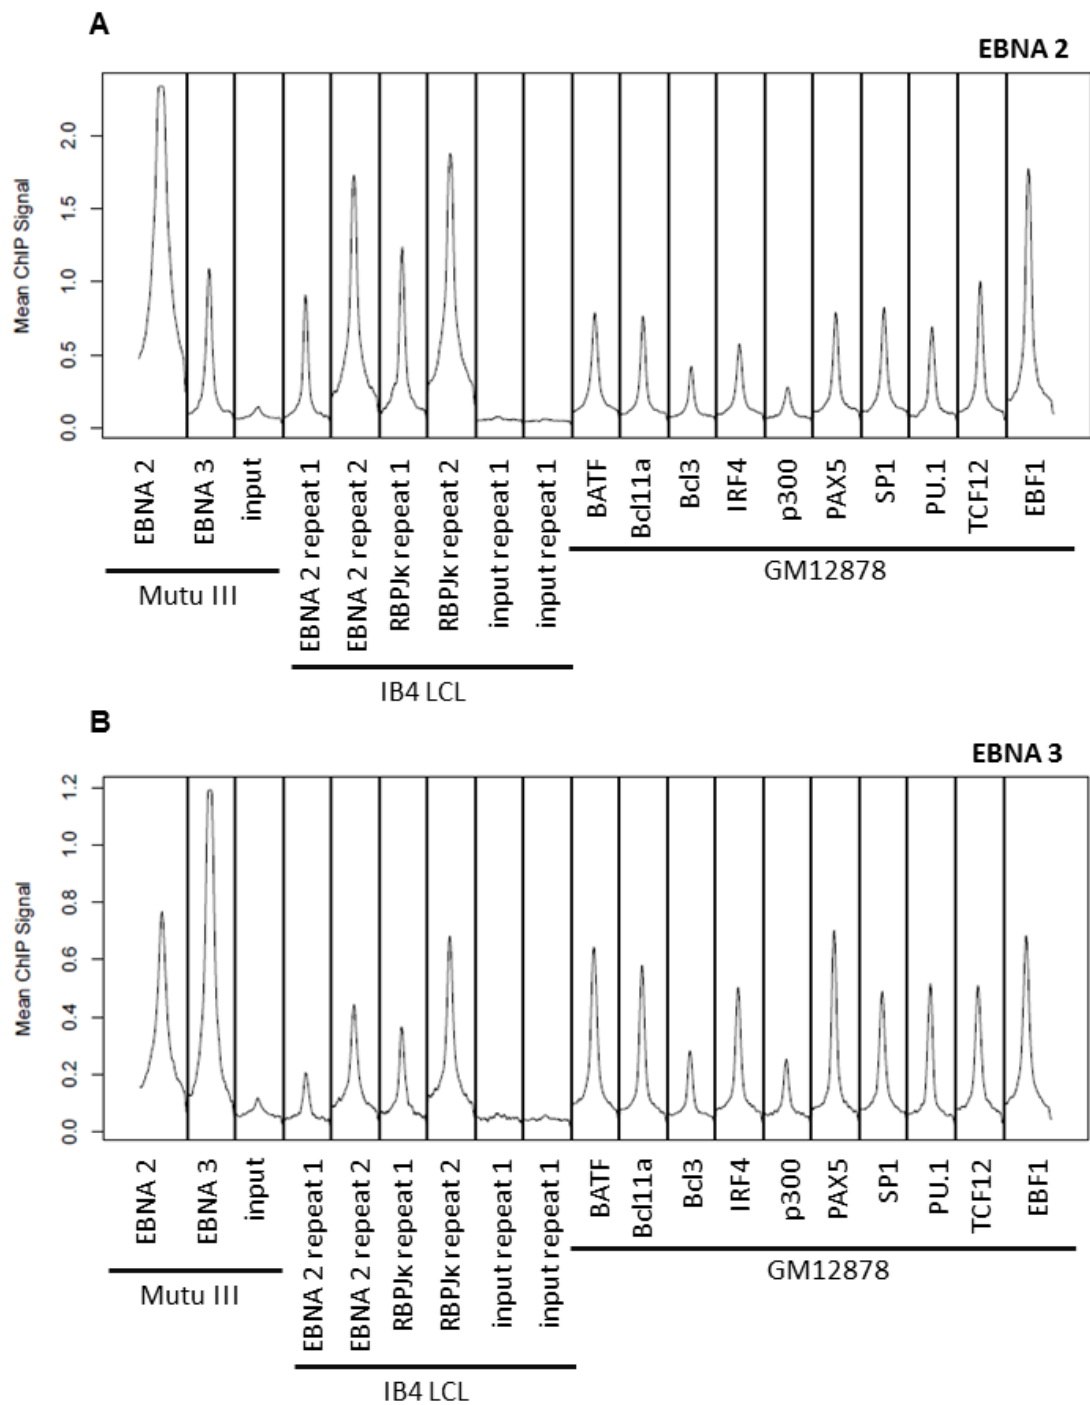 A
EBNA 2
Mean ChIP Signal
2.0
1.5
1.0
0.5
0.0
EBNA 2
EBNA 3
input
EBNA 2 repeat 1
EBNA 2 repeat 2
RBPJκ repeat 1
RBPJκ repeat 2
input repeat 1
input repeat 1
BATF
Bcl11a
Bcl3
IRF4
p300
PAX5
SP1
PU.1
TCF12
EBF1
Mutu III
IB4 LCL
GM12878
B
EBNA 3
Mean ChIP Signal
1.2
1.0
0.8
0.6
0.4
0.2
0.0
EBNA 2
EBNA 3
input
EBNA 2 repeat 1
EBNA 2 repeat 2
RBPJκ repeat 1
RBPJκ repeat 2
input repeat 1
input repeat 1
BATF
Bcl11a
Bcl3
IRF4
p300
PAX5
SP1
PU.1
TCF12
EBF1
Mutu III
IB4 LCL
GM12878